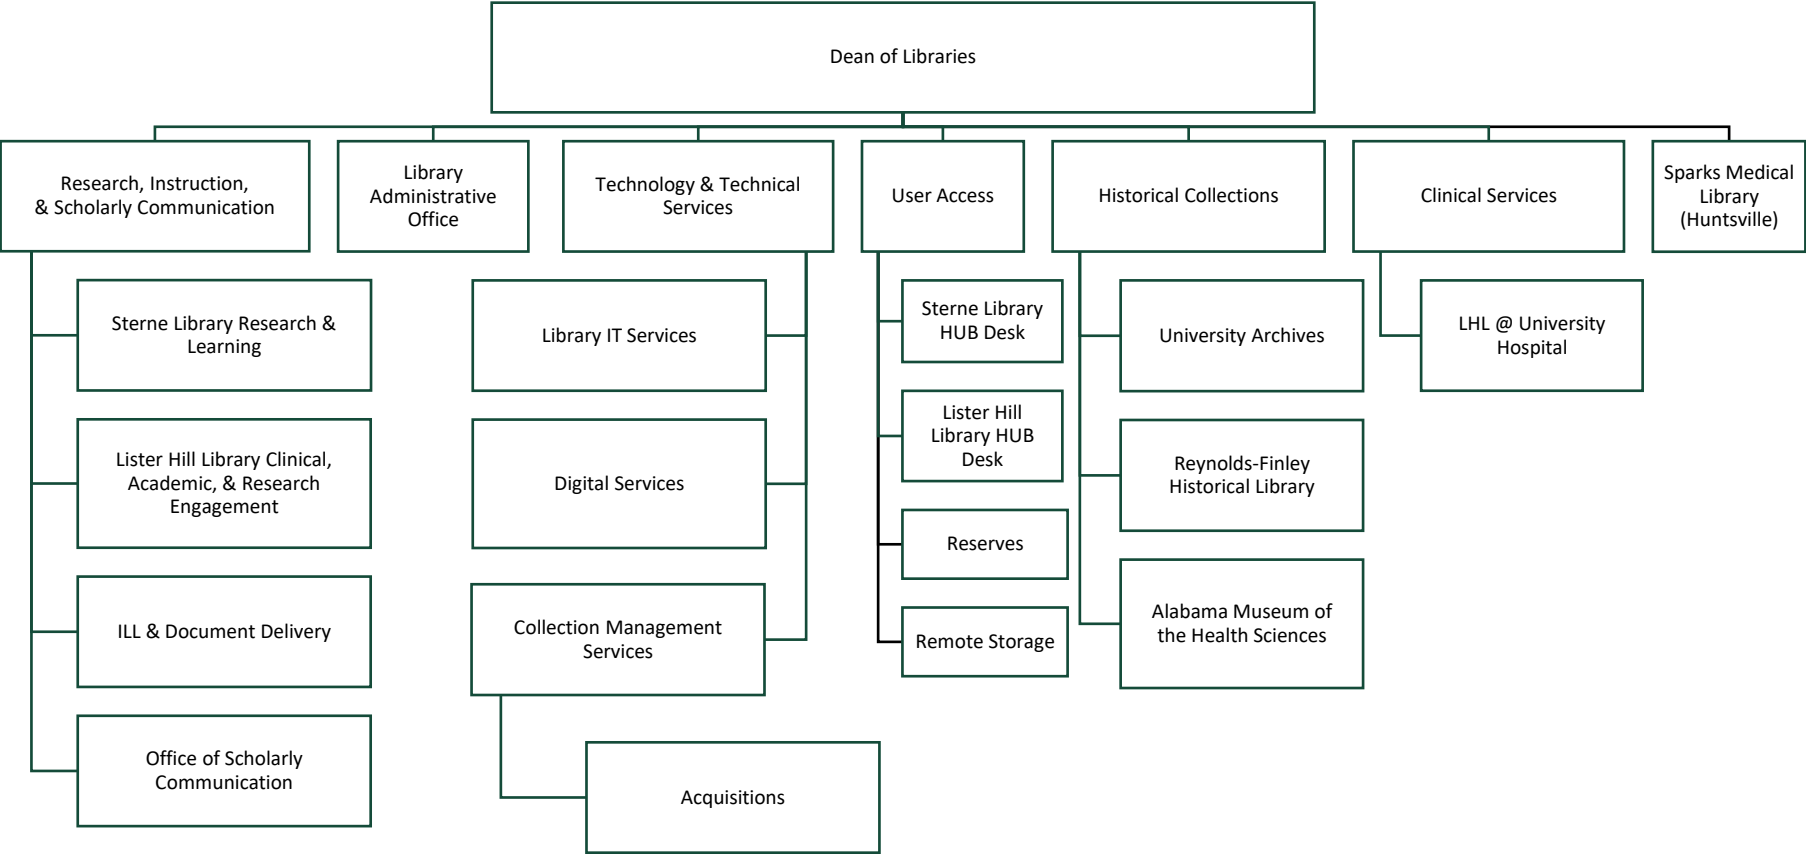 Dean of Libraries
Research, Instruction,
& Scholarly Communication
Library
Administrative
Office
Technology & Technical
Services
User Access
Historical Collections
Clinical Services
Sparks Medical
Library
(Huntsville)
Sterne Library Research &
Learning
Lister Hill Library Clinical,
Academic, & Research
Engagement
ILL & Document Delivery
Office of Scholarly
Communication
Library IT Services
Digital Services
Collection Management
Services
Acquisitions
Sterne Library
HUB Desk
Lister Hill
Library HUB
Desk
Reserves
Remote Storage
University Archives
Reynolds-Finley
Historical Library
Alabama Museum of
the Health Sciences
LHL @ University
Hospital